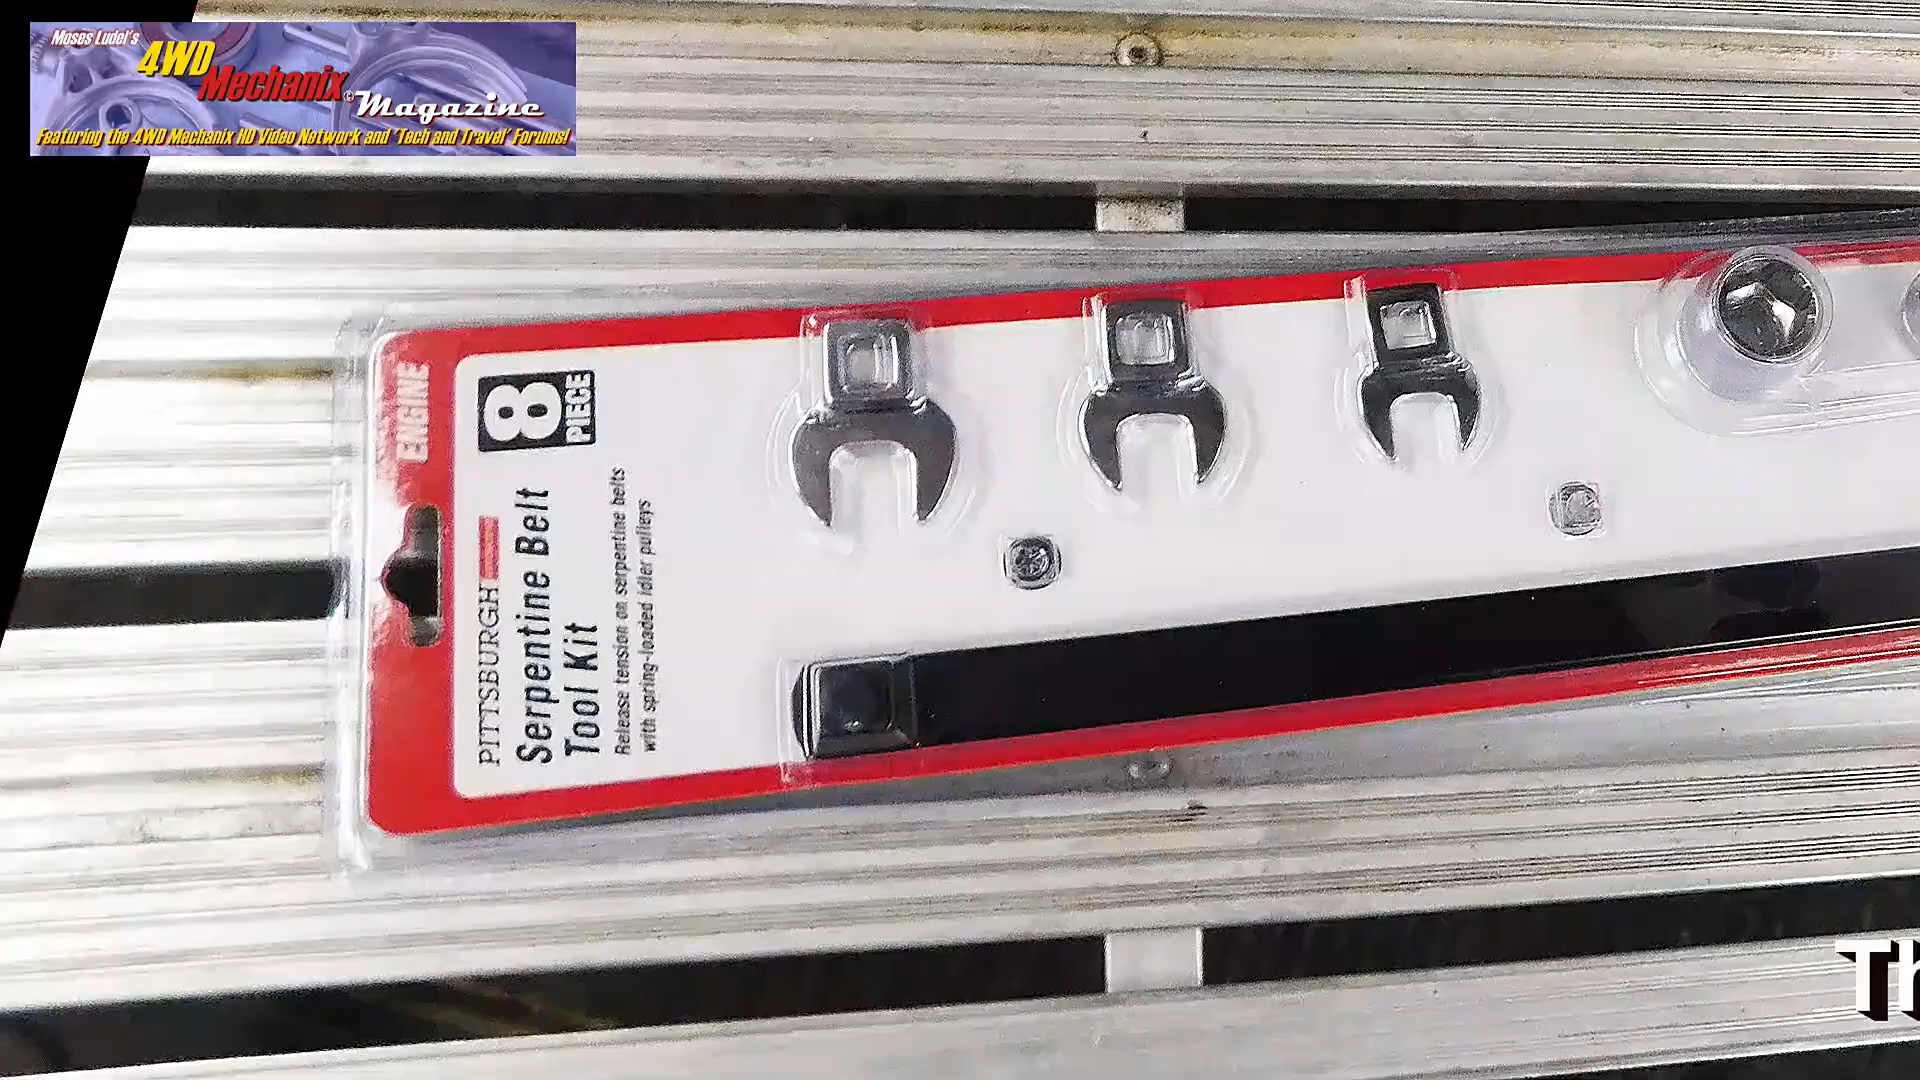 Moses Ludel's
4WD
Mechanix
©Magazine
Featuring the 4WD Mechanix HD Video Network and 'Tech and Travel' Forums!
ENGINE
8
PIECE
PITTSBURGH
Serpentine Belt
Tool Kit
Release tension on serpentine belts
with spring-loaded idler pulleys
Th